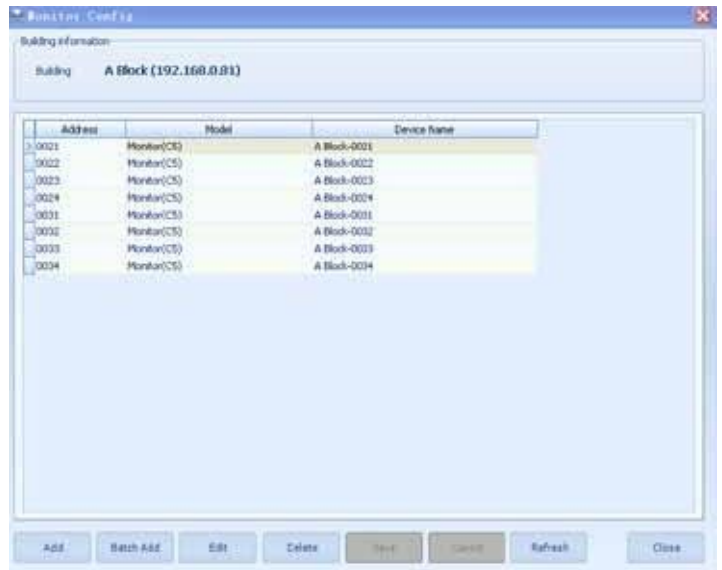 Monitor Config
Building information
Building A Block (192.168.0.81)
Address Model Device Name
0021 Monitor(C5) A Block-0021
0022 Monitor(C5) A Block-0022
0023 Monitor(C5) A Block-0023
0024 Monitor(C5) A Block-0024
0031 Monitor(C5) A Block-0031
0032 Monitor(C5) A Block-0032
0033 Monitor(C5) A Block-0033
0034 Monitor(C5) A Block-0034
Add Batch Add Edit Delete Save Cancel Refresh Close